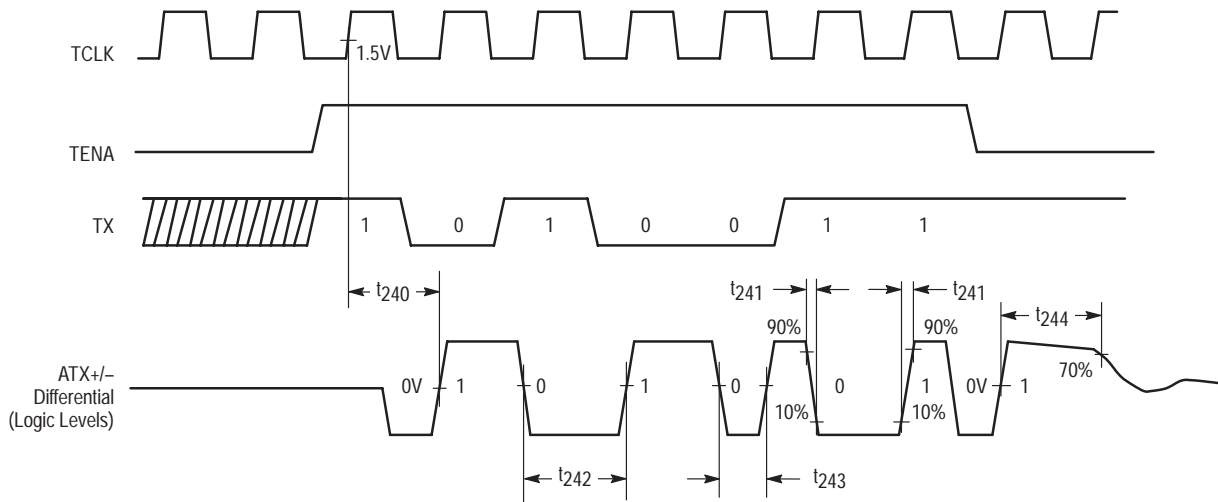 TCLK
1.5V
TENA
TX
1 0 1 0 0 1 1
t240
t241
t241
90%
90%
t244
ATX+/–
Differential
(Logic Levels)
0V 1 0 1 0 0 1 0V 1
70%
10%
10%
t242
t243